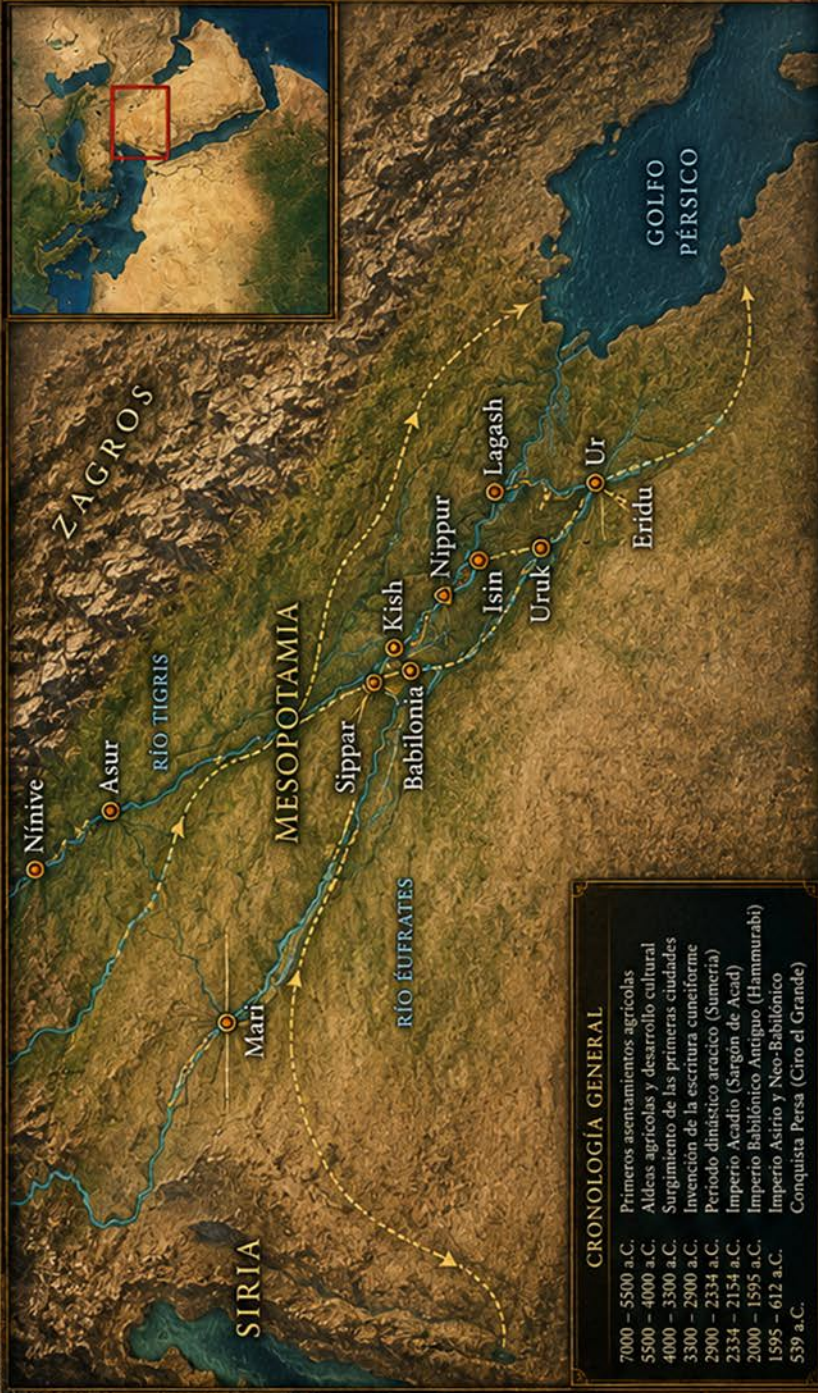 Nínive
ZAGROS
Asur
RÍO TIGRIS
SIRIA
Mari
MESOPOTAMIA
Sippar
Kish
RÍO ÉUFRATES
Babilonia
Nippur
Isin
Lagash
Uruk
Ur
Eridu
GOLFO
PÉRSICO
CRONOLOGÍA GENERAL
7000 – 5500 a.C. Primeros asentamientos agrícolas
5500 – 4000 a.C. Aldeas agrícolas y desarrollo cultural
4000 – 3300 a.C. Surgimiento de las primeras ciudades
3300 – 2900 a.C. Invención de la escritura cuneiforme
2900 – 2334 a.C. Período dinástico aracico (Sumeria)
2334 – 2154 a.C. Imperio Acadio (Sargón de Acad)
2000 – 1595 a.C. Imperio Babilónico Antiguo (Hammurabi)
1595 – 612 a.C. Imperio Asirio y Neo-Babilónico
539 a.C. Conquista Persa (Ciro el Grande)